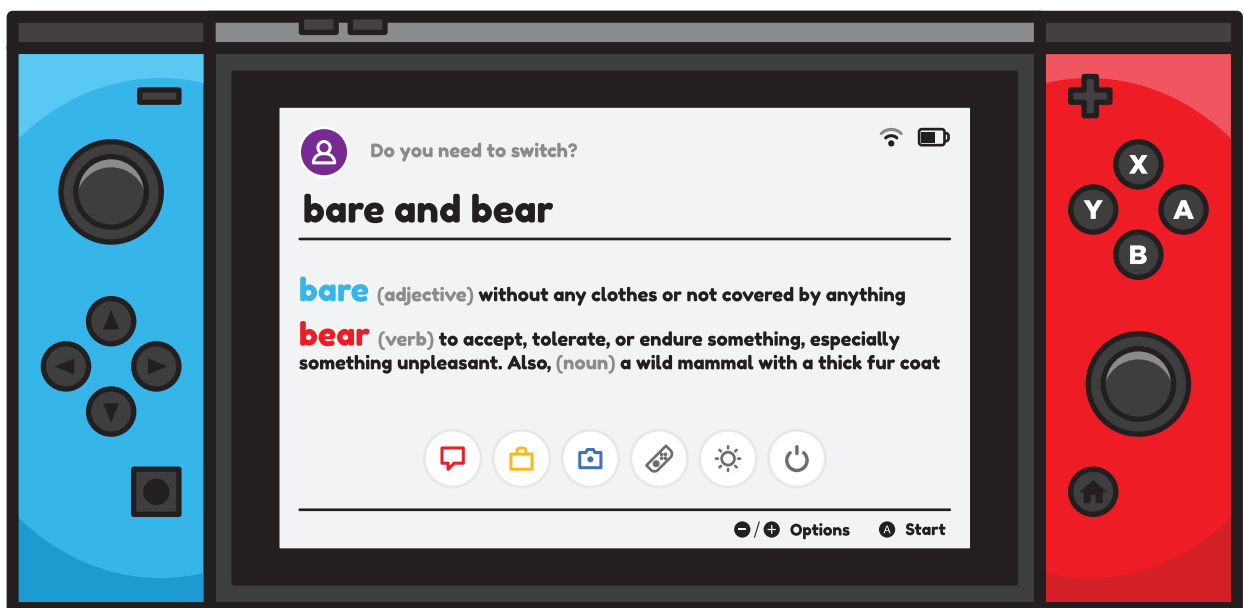 Do you need to switch?
bare and bear
bare (adjective) without any clothes or not covered by anything
bear (verb) to accept, tolerate, or endure something, especially
something unpleasant. Also, (noun) a wild mammal with a thick fur coat
X
Y A
B
/ Options A Start